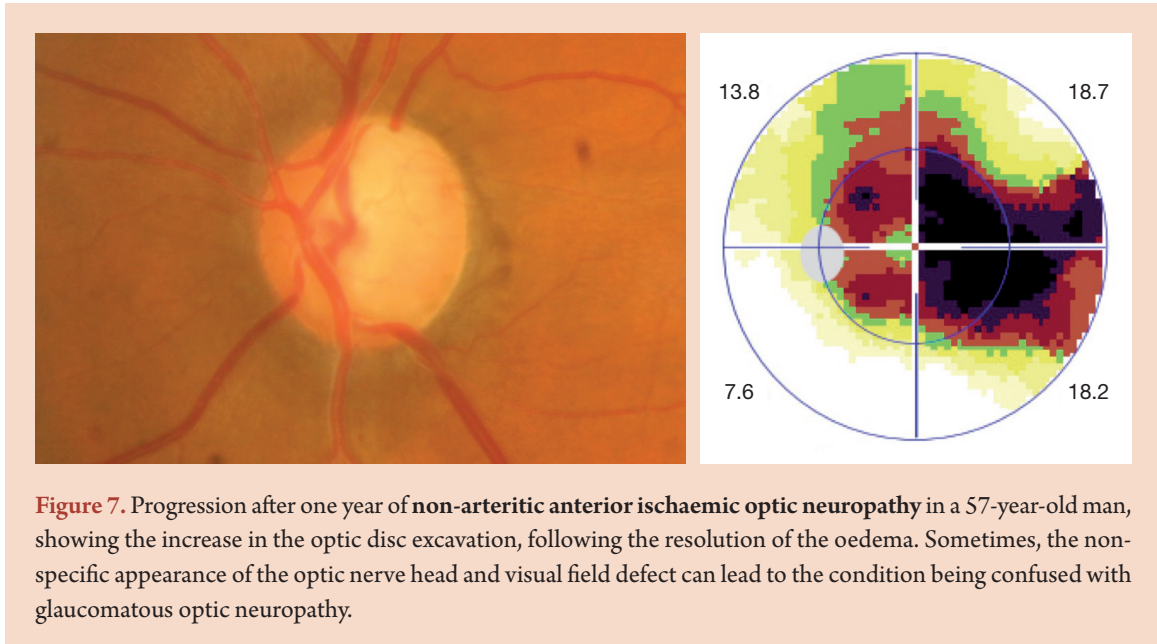 13.8 18.7
7.6 18.2
Figure 7. Progression after one year of non-arteritic anterior ischaemic optic neuropathy in a 57-year-old man,
showing the increase in the optic disc excavation, following the resolution of the oedema. Sometimes, the non-
specific appearance of the optic nerve head and visual field defect can lead to the condition being confused with
glaucomatous optic neuropathy.